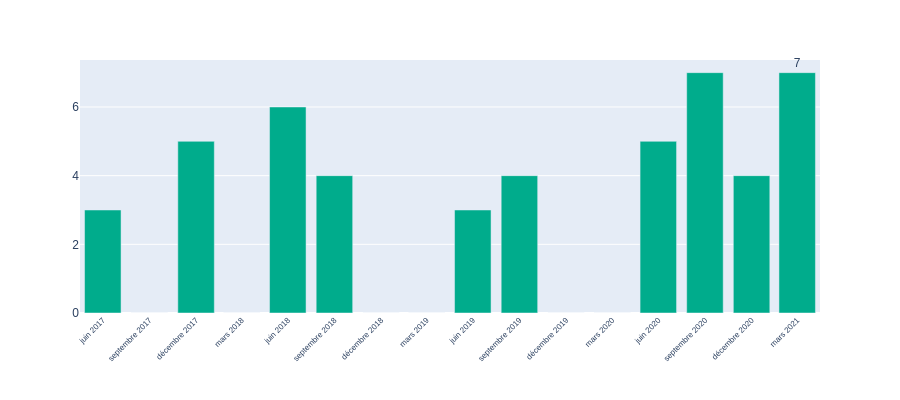 7
6
4
2
0
juin 2017
septembre 2017
décembre 2017
mars 2018
juin 2018
septembre 2018
décembre 2018
mars 2019
juin 2019
septembre 2019
décembre 2019
mars 2020
juin 2020
septembre 2020
décembre 2020
mars 2021